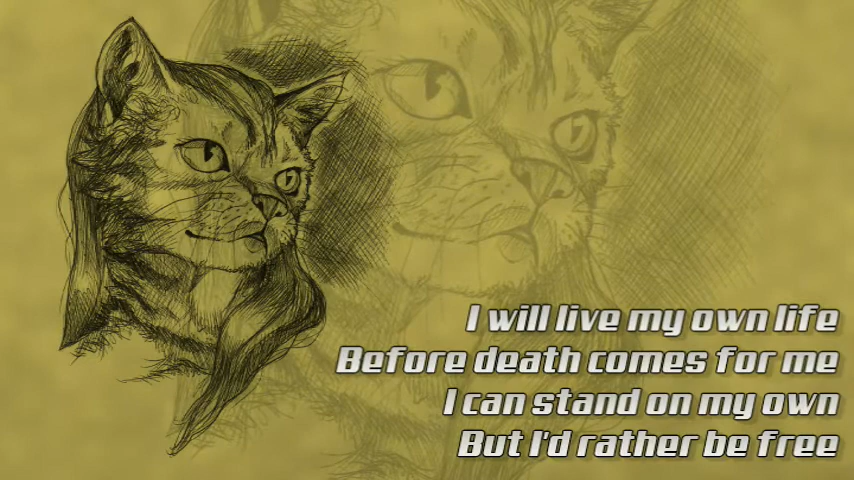 I will live my own life
Before death comes for me
I can stand on my own
But I'd rather be free